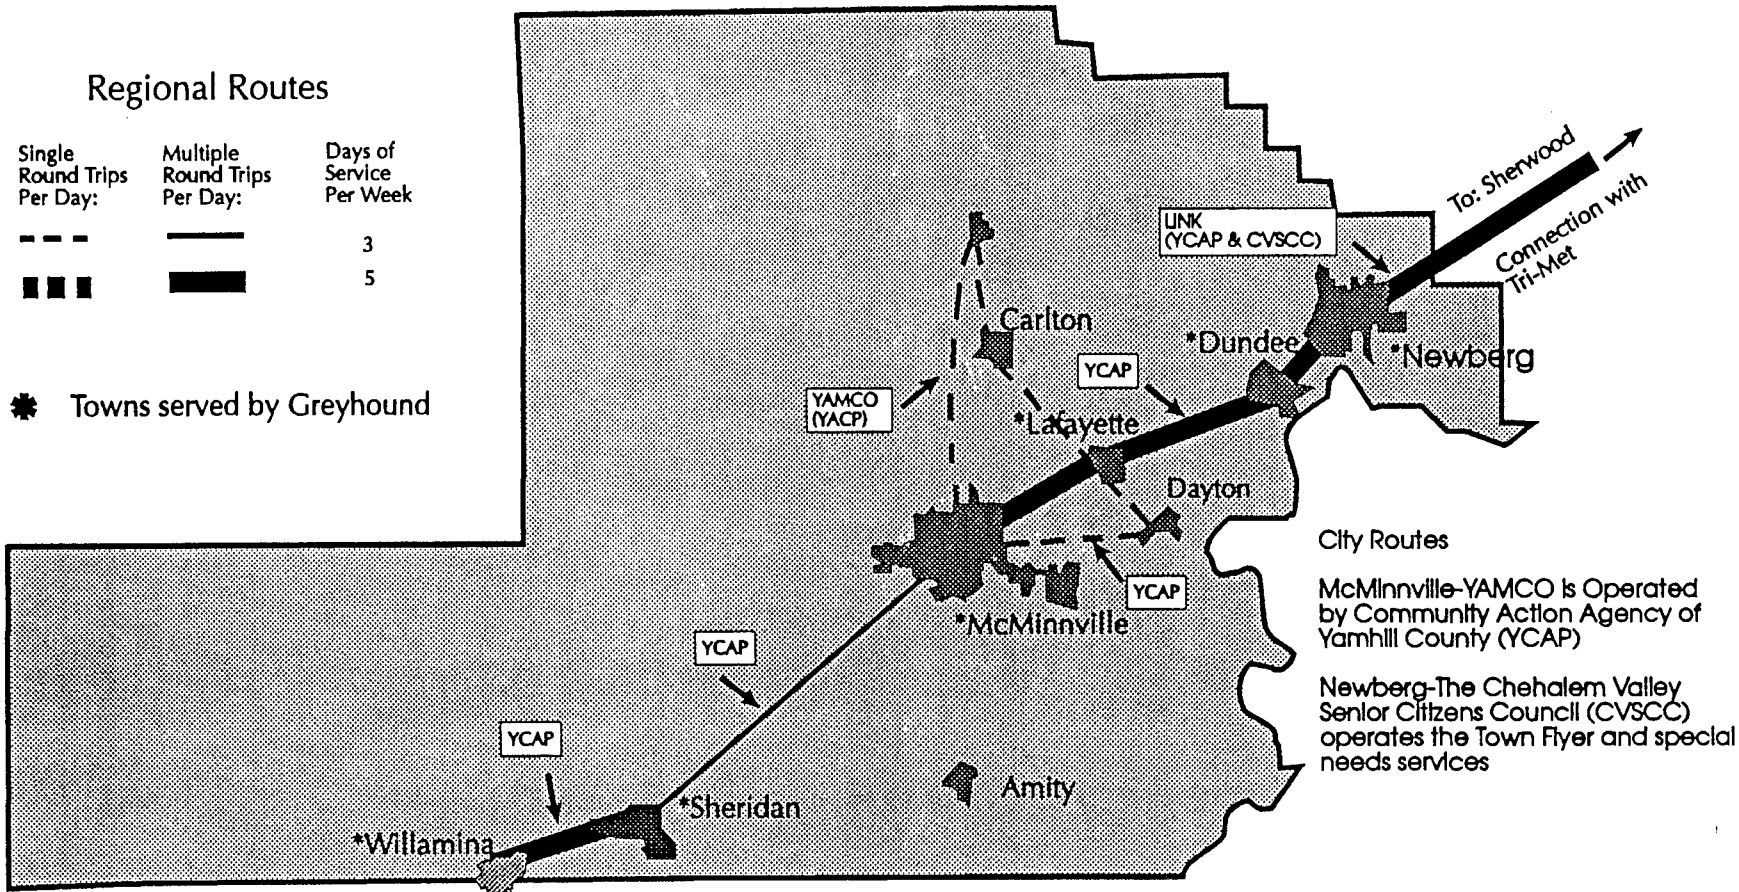 Regional Routes
Single
Round Trips
Per Day:
Multiple
Round Trips
Per Day:
Days of
Service
Per Week
3
5
✱ Towns served by Greyhound
To: Sherwood
Connection with
Tri-Met
LINK
(YCAP & CVSCC)
Carlton
*Dundee
*Newberg
YCAP
YAMCO
(YACP)
*Lafayette
Dayton
YCAP
*McMinnville
YCAP
YCAP
*Sheridan
*Willamina
Amity
City Routes
McMinnville-YAMCO is Operated
by Community Action Agency of
Yamhill County (YCAP)
Newberg-The Chehalem Valley
Senior Citizens Council (CVSCC)
operates the Town Flyer and special
needs services